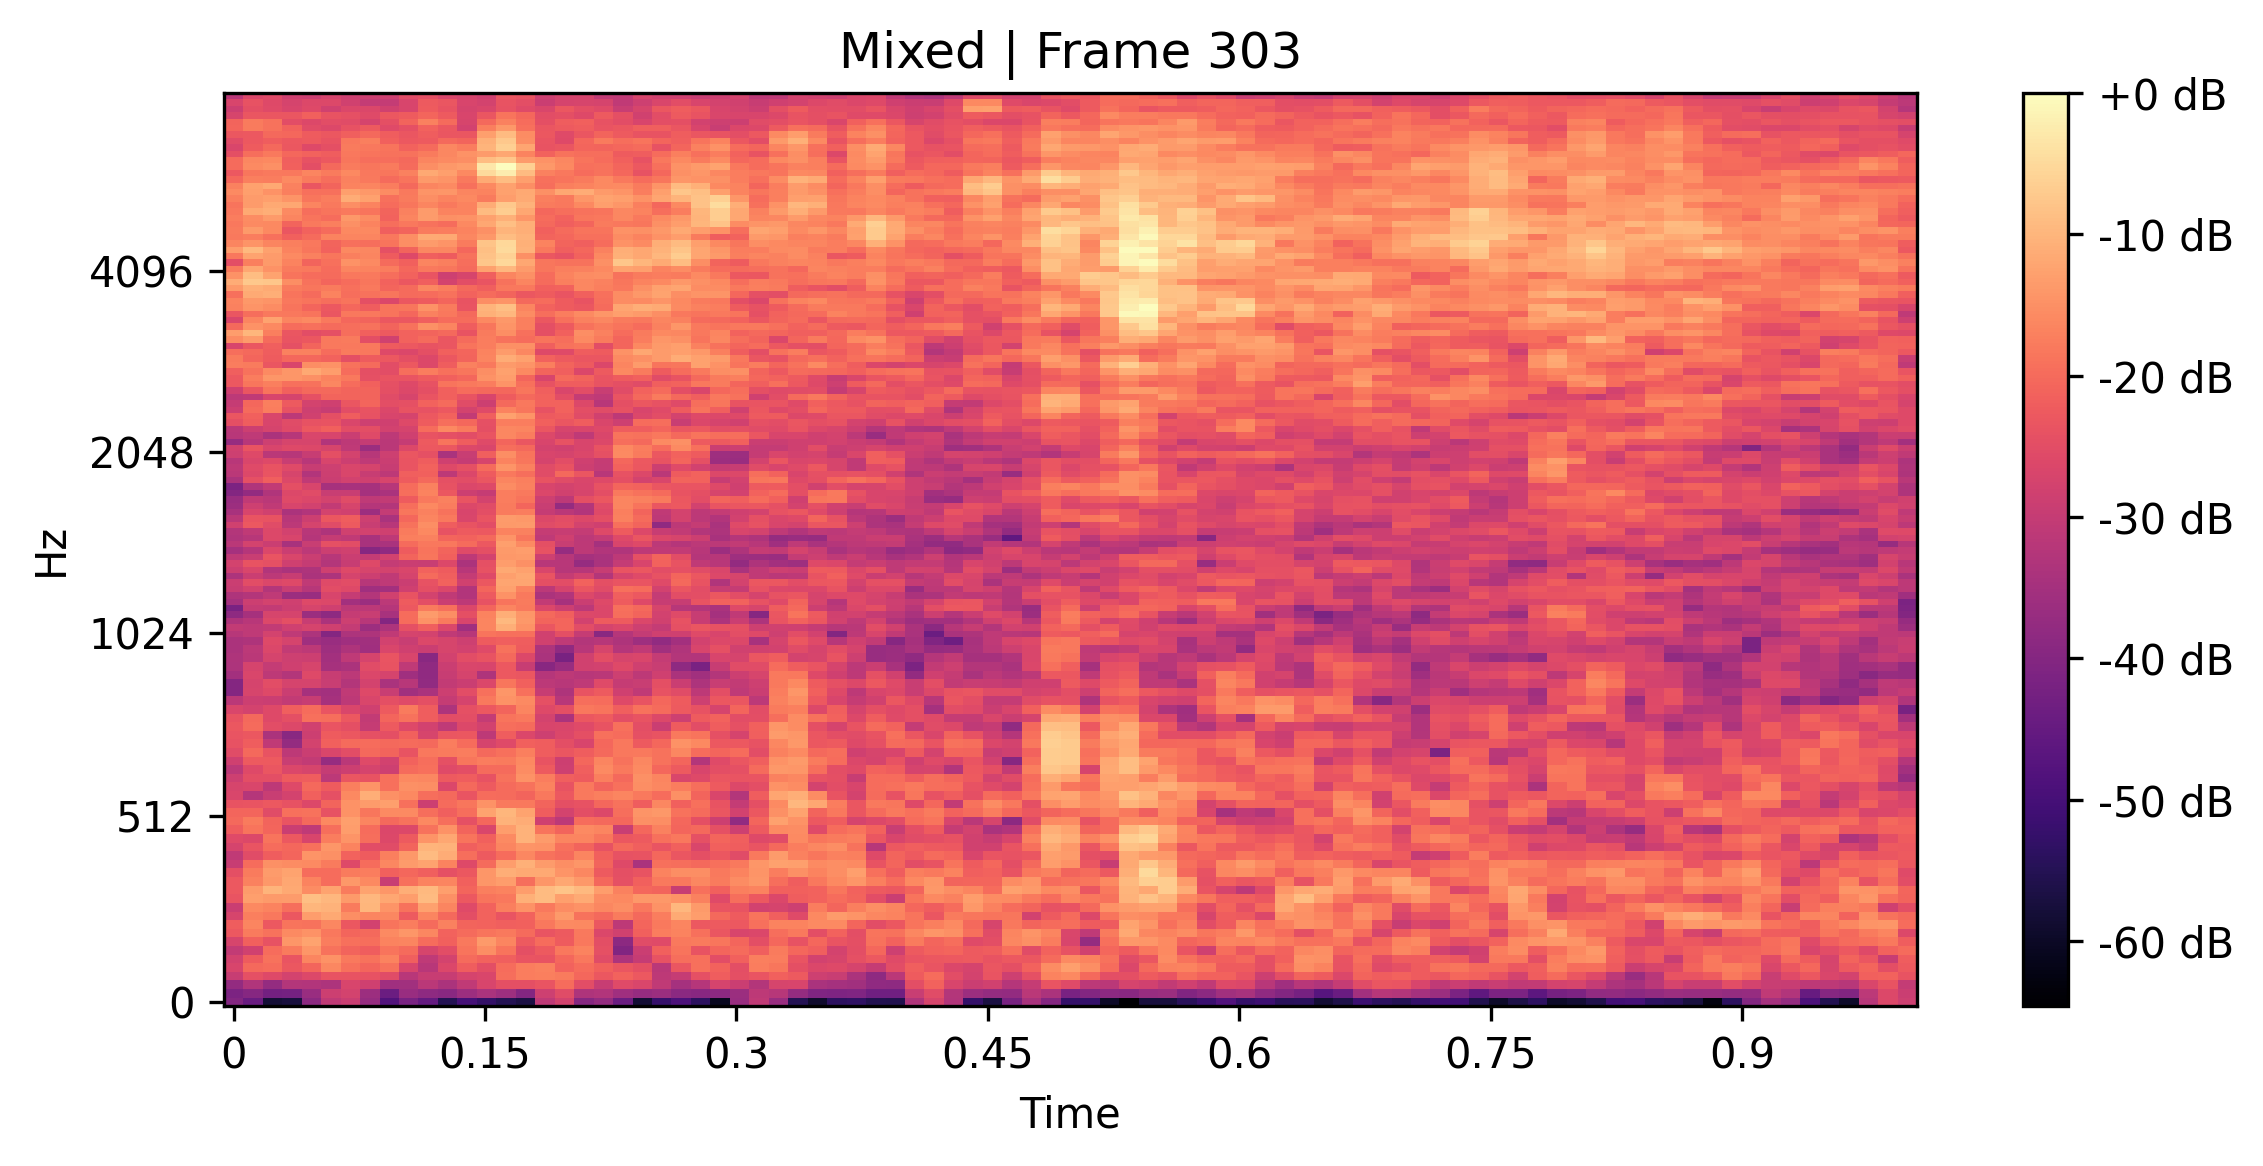 Mixed | Frame 303
+0 dB
-10 dB
-20 dB
-30 dB
-40 dB
-50 dB
-60 dB
4096
2048
1024
512
0
Hz
0 0.15 0.3 0.45 0.6 0.75 0.9
Time